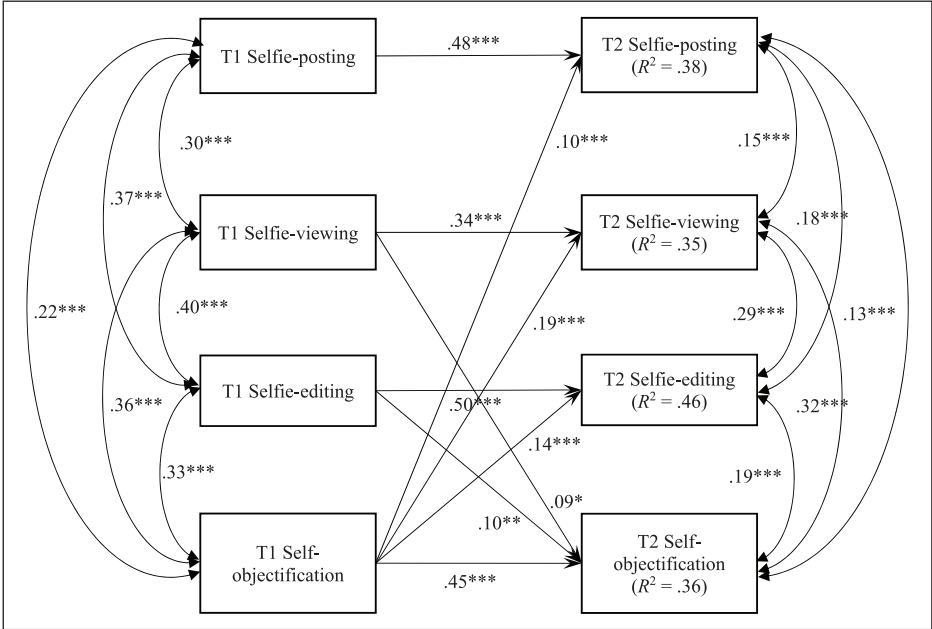 T1 Selfie-posting
.48***
T2 Selfie-posting
(R² = .38)
.10***
.30***
.15***
.37***
.18***
T1 Selfie-viewing
.34***
T2 Selfie-viewing
(R² = .35)
.22***
.40***
.19***
.29***
.13***
T1 Selfie-editing
.50***
T2 Selfie-editing
(R² = .46)
.36***
.32***
.14***
.33***
.19***
.09*
.10**
T1 Self-
objectification
.45***
T2 Self-
objectification
(R² = .36)